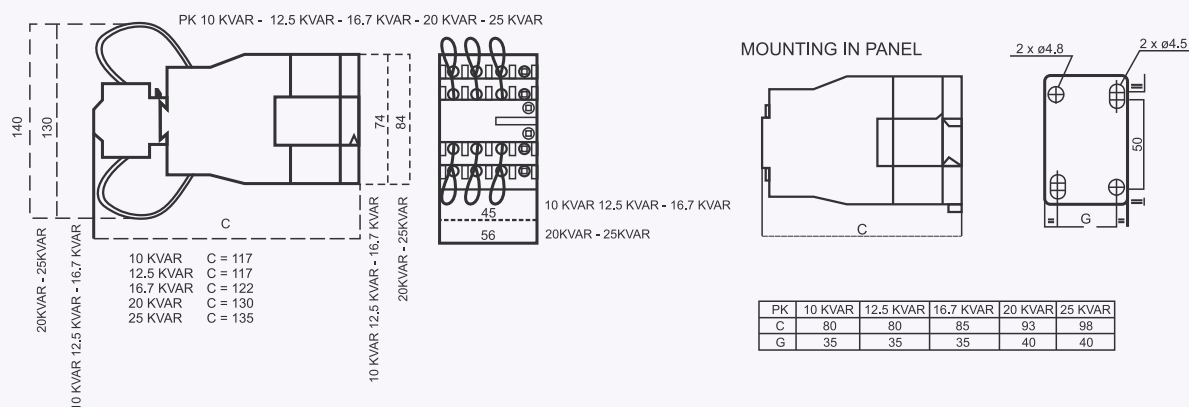 PK 10 KVAR - 12.5 KVAR - 16.7 KVAR - 20 KVAR - 25 KVAR
140
130
74
84
C
20KVAR - 25KVAR
10 KVAR 12.5 KVAR - 16.7 KVAR
10 KVAR C = 117
12.5 KVAR C = 117
16.7 KVAR C = 122
20 KVAR C = 130
25 KVAR C = 135
10 KVAR 12.5 KVAR - 16.7 KVAR
20KVAR - 25KVAR
45
10 KVAR 12.5 KVAR - 16.7 KVAR
56
20KVAR - 25KVAR
MOUNTING IN PANEL
C
2 x ø4.8
2 x ø4.5
50
G
PK 10 KVAR 12.5 KVAR 16.7 KVAR 20 KVAR 25 KVAR
C 80 80 85 93 98
G 35 35 35 40 40